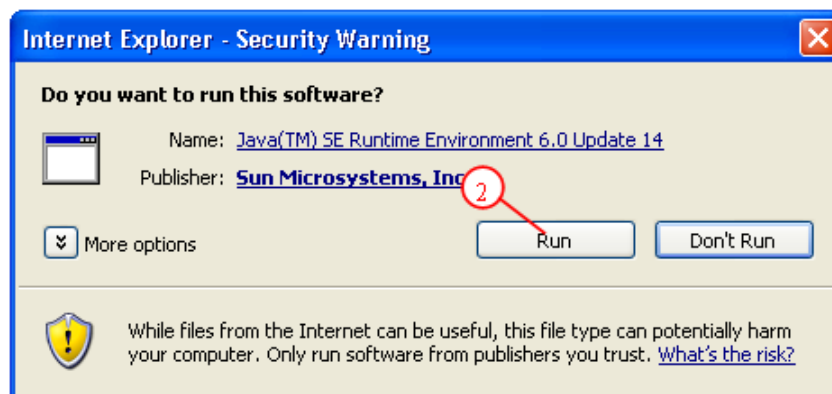 Internet Explorer - Security Warning
Do you want to run this software?
Name: Java(TM) SE Runtime Environment 6.0 Update 14
Publisher: Sun Microsystems, Inc
2
More options
Run
Don't Run
While files from the Internet can be useful, this file type can potentially harm
your computer. Only run software from publishers you trust. What's the risk?